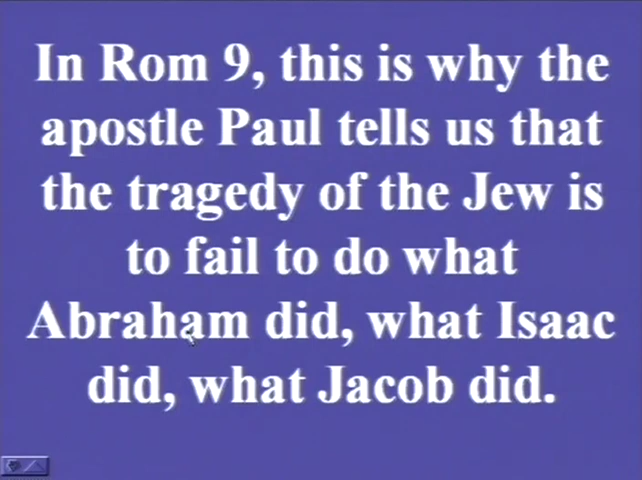 In Rom 9, this is why the
apostle Paul tells us that
the tragedy of the Jew is
to fail to do what
Abraham did, what Isaac
did, what Jacob did.